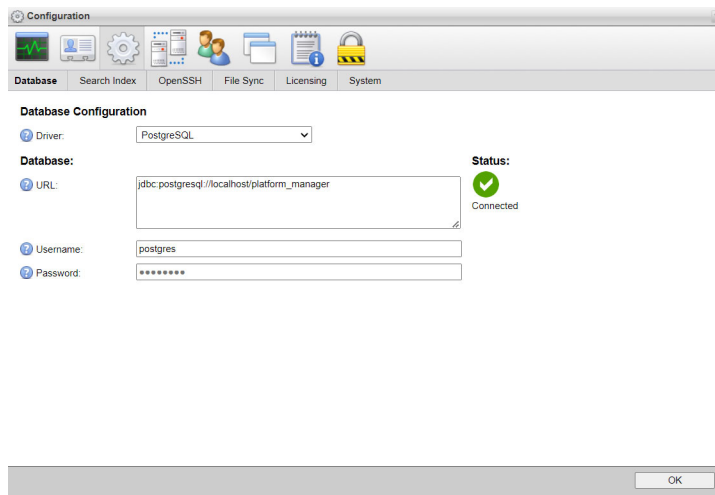 Configuration
Database Search Index OpenSSH File Sync Licensing System
Database Configuration
Driver: PostgreSQL
Database: Status:
URL: jdbc:postgresql://localhost/platform_manager
Connected
Username: postgres
Password: ●●●●●●●●
OK